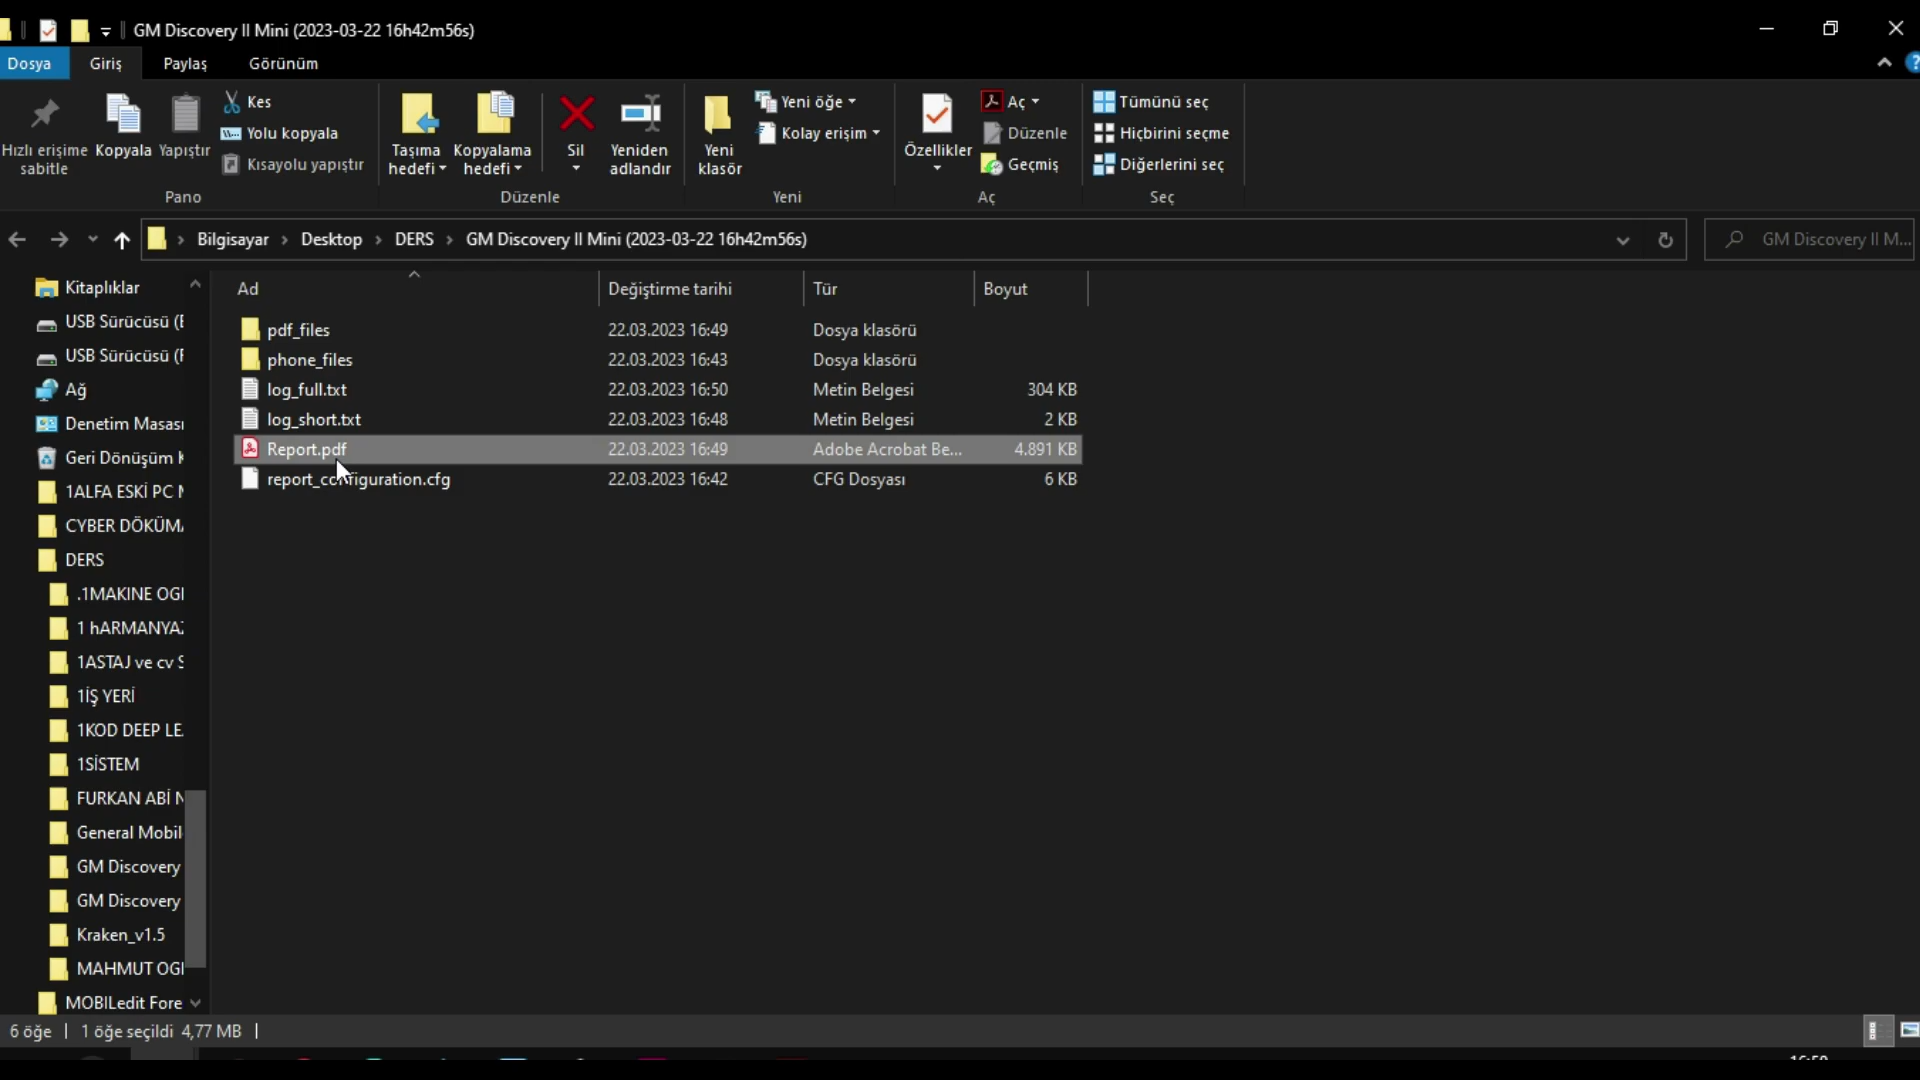 GM Discovery II Mini (2023-03-22 16h42m56s)
Dosya Giriş Paylaş Görünüm
Hızlı erişime sabitle
Kopyala
Yapıştır
Kes
Yolu kopyala
Kısayolu yapıştır
Taşıma hedefi
Kopyalama hedefi
Sil
Yeniden adlandır
Yeni klasör
Yeni öğe
Kolay erişim
Özellikler
Aç
Düzenle
Geçmiş
Tümünü seç
Hiçbirini seçme
Diğerlerini seç
Pano Düzenle Yeni Aç Seç
Bilgisayar Desktop DERS GM Discovery II Mini (2023-03-22 16h42m56s)
GM Discovery II M...
Kitaplıklar
USB Sürücüsü (
USB Sürücüsü (
Ağ
Denetim Masası
Geri Dönüşüm
1ALFA ESKİ PC
CYBER DÖKÜM
DERS
.1MAKINE OG
1 hARMANYA
1ASTAJ ve cv
1İŞ YERİ
1KOD DEEP LE
1SİSTEM
FURKAN ABİ
General Mobil
GM Discovery
GM Discovery
Kraken_v1.5
MAHMUT OG
MOBILedit Fore
Ad Değiştirme tarihi Tür Boyut
pdf_files 22.03.2023 16:49 Dosya klasörü
phone_files 22.03.2023 16:43 Dosya klasörü
log_full.txt 22.03.2023 16:50 Metin Belgesi 304 KB
log_short.txt 22.03.2023 16:48 Metin Belgesi 2 KB
Report.pdf 22.03.2023 16:49 Adobe Acrobat Be... 4.891 KB
report_configuration.cfg 22.03.2023 16:42 CFG Dosyası 6 KB
6 öğe 1 öğe seçildi 4,77 MB